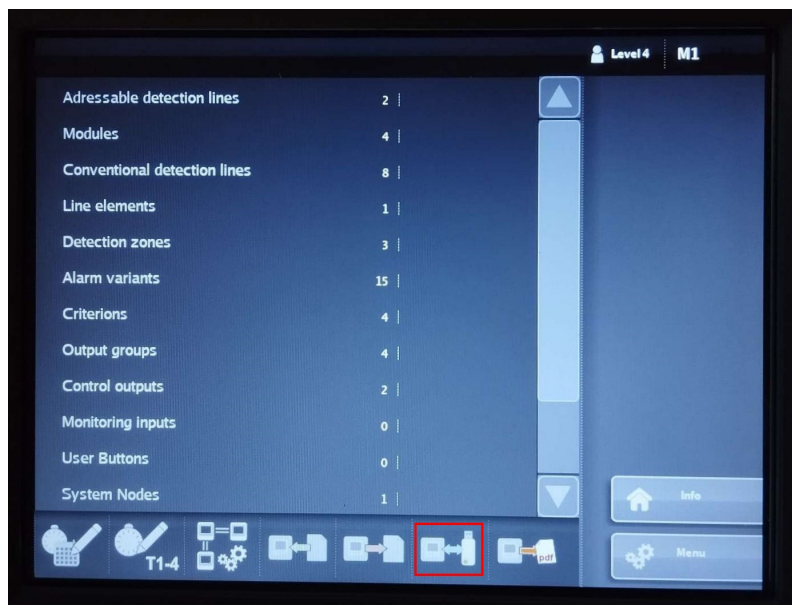 Level 4 M1
Adressable detection lines 2
Modules 4
Conventional detection lines 8
Line elements 1
Detection zones 3
Alarm variants 15
Criterions 4
Output groups 4
Control outputs 2
Monitoring inputs 0
User Buttons 0
System Nodes 1
Info
T1-4
pdf
Menu